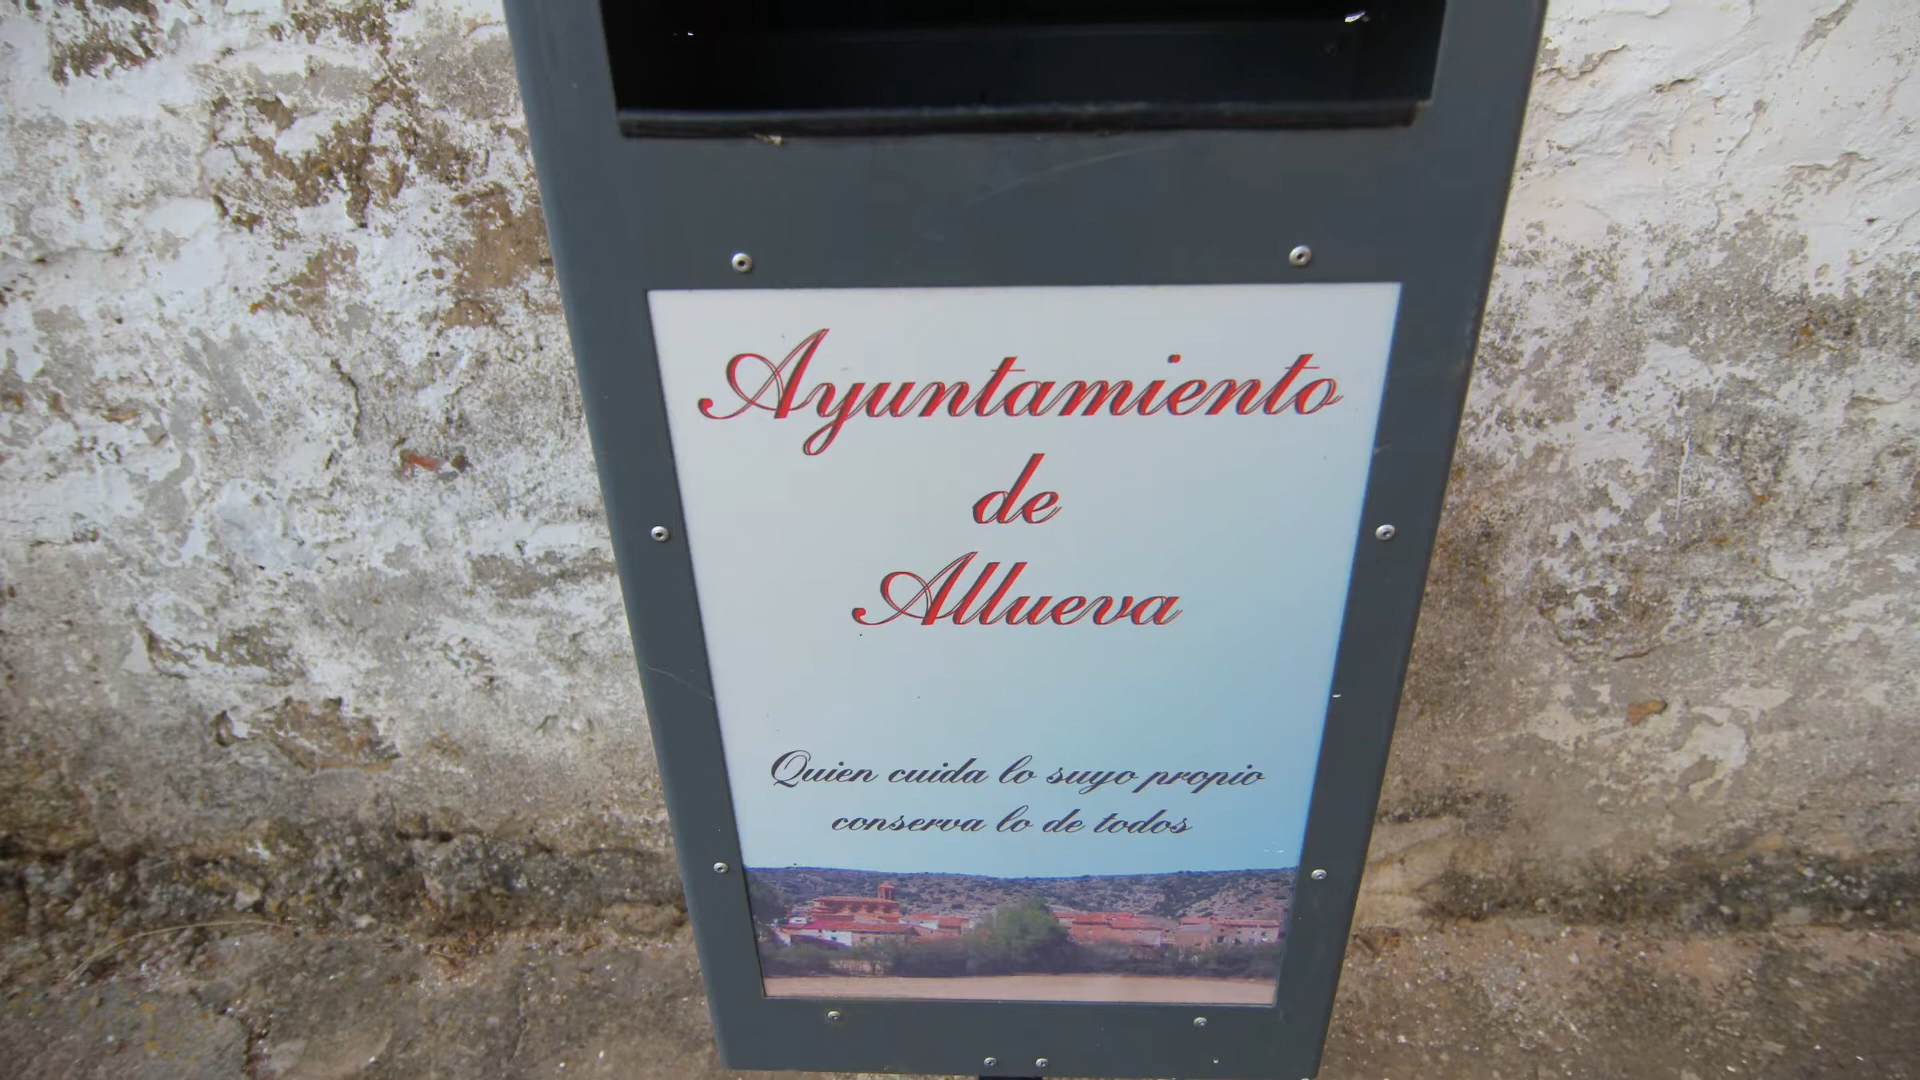 Ayuntamiento
de
Allueva
Quien cuida lo suyo propio
conserva lo de todos